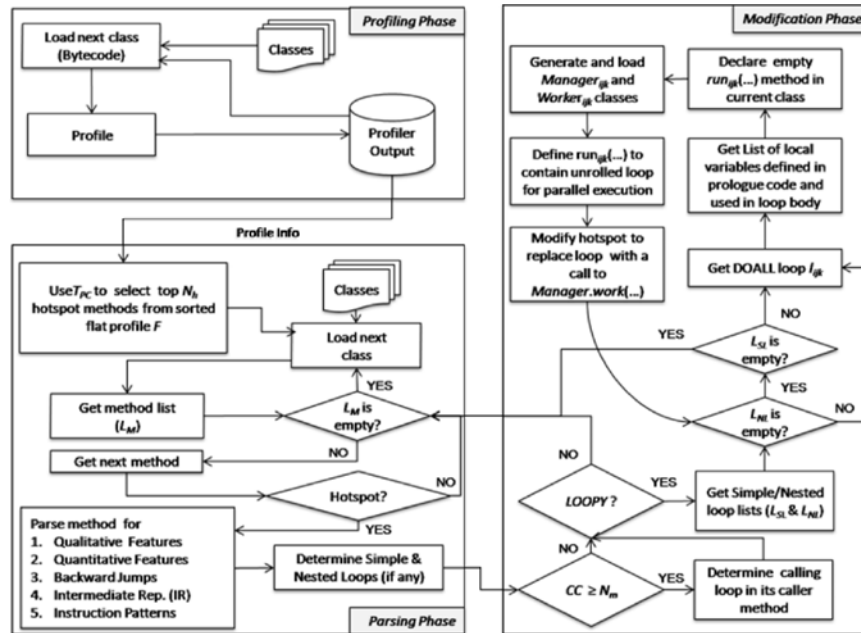 Profiling Phase
Load next class
(Bytecode)
Classes
Profile
Profiler
Output
Profile Info
UseT_PC to select top N_h
hotspot methods from sorted
flat profile F
Classes
Load next
class
YES
Get method list
(L_M)
L_M is
empty?
NO
Get next method
NO
Hotspot?
YES
Parse method for
1. Qualitative Features
2. Quantitative Features
3. Backward Jumps
4. Intermediate Rep. (IR)
5. Instruction Patterns
Determine Simple &
Nested Loops (if any)
Parsing Phase
Modification Phase
Generate and load
Manager_ijk and
Worker_ijk classes
Declare empty
run_ijk(...) method in
current class
Define run_ijk(...) to
contain unrolled loop
for parallel execution
Get List of local
variables defined in
prologue code and
used in loop body
Modify hotspot to
replace loop with a
call to
Manager.work(...)
Get DOALL loop l_ijk
NO
YES
L_SL is
empty?
YES
L_NL is
empty?
NO
NO
LOOPY ?
YES
Get Simple/Nested
loop lists (L_SL & L_NL)
NO
CC ≥ N_m
YES
Determine calling
loop in its caller
method